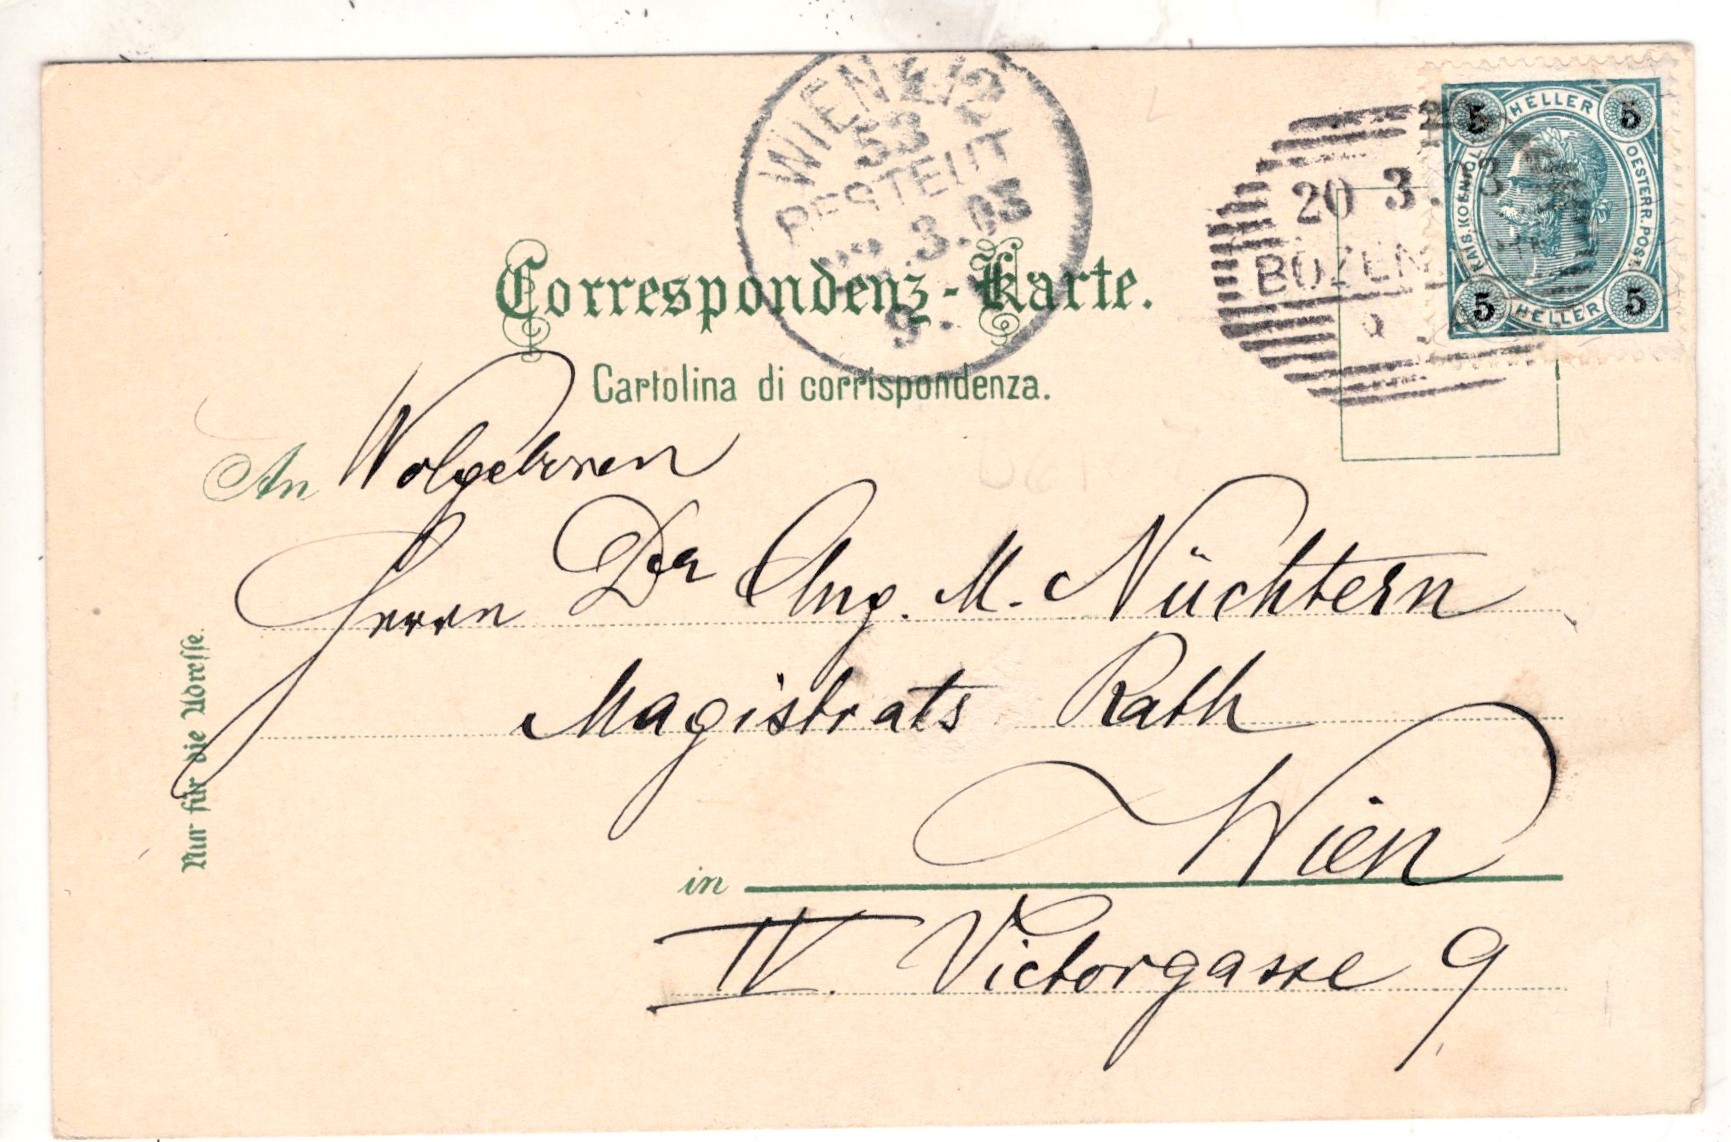 WIEN 4/2
53
BESTELLT
3.03
9.
5 HELLER 5
KAIS. KOENIGL. OESTERR. POST.
5 HELLER 5
20 3. 03
BOZEN
Correspondenz-Karte.
Cartolina di corrispondenza.
An Wolgeboren
Herrn Dr Aug. M. Nüchtern
Magistrats Rath
in Wien
IV. Victorgasse 9
Nur für die Adresse.